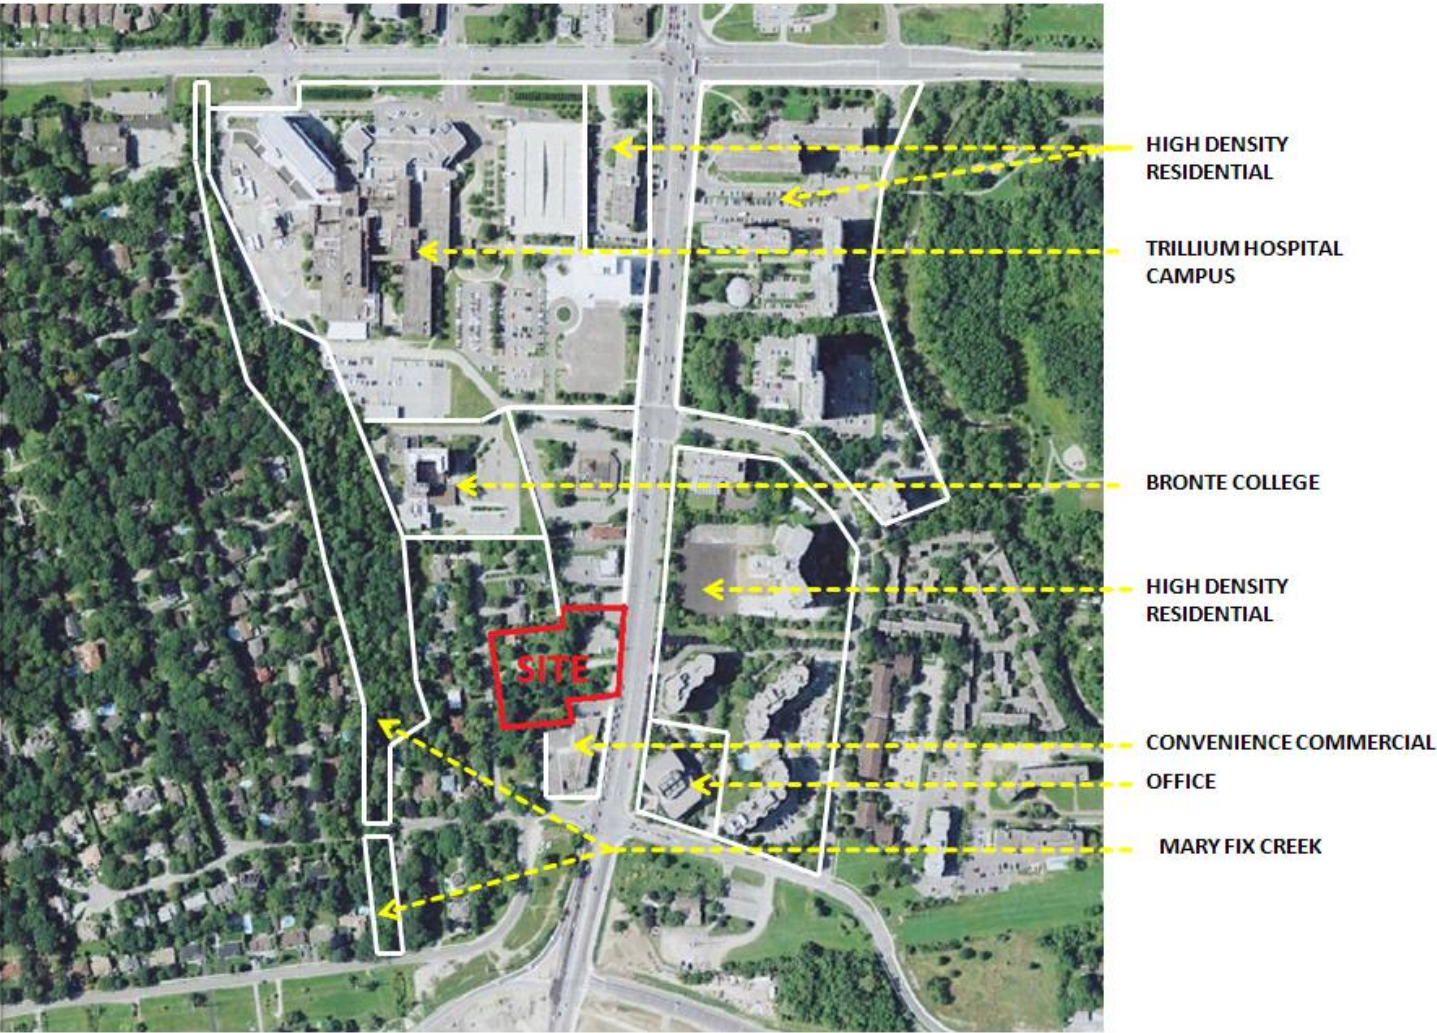 HIGH DENSITY
RESIDENTIAL
TRILLIUM HOSPITAL
CAMPUS
BRONTE COLLEGE
HIGH DENSITY
RESIDENTIAL
SITE
CONVENIENCE COMMERCIAL
OFFICE
MARY FIX CREEK